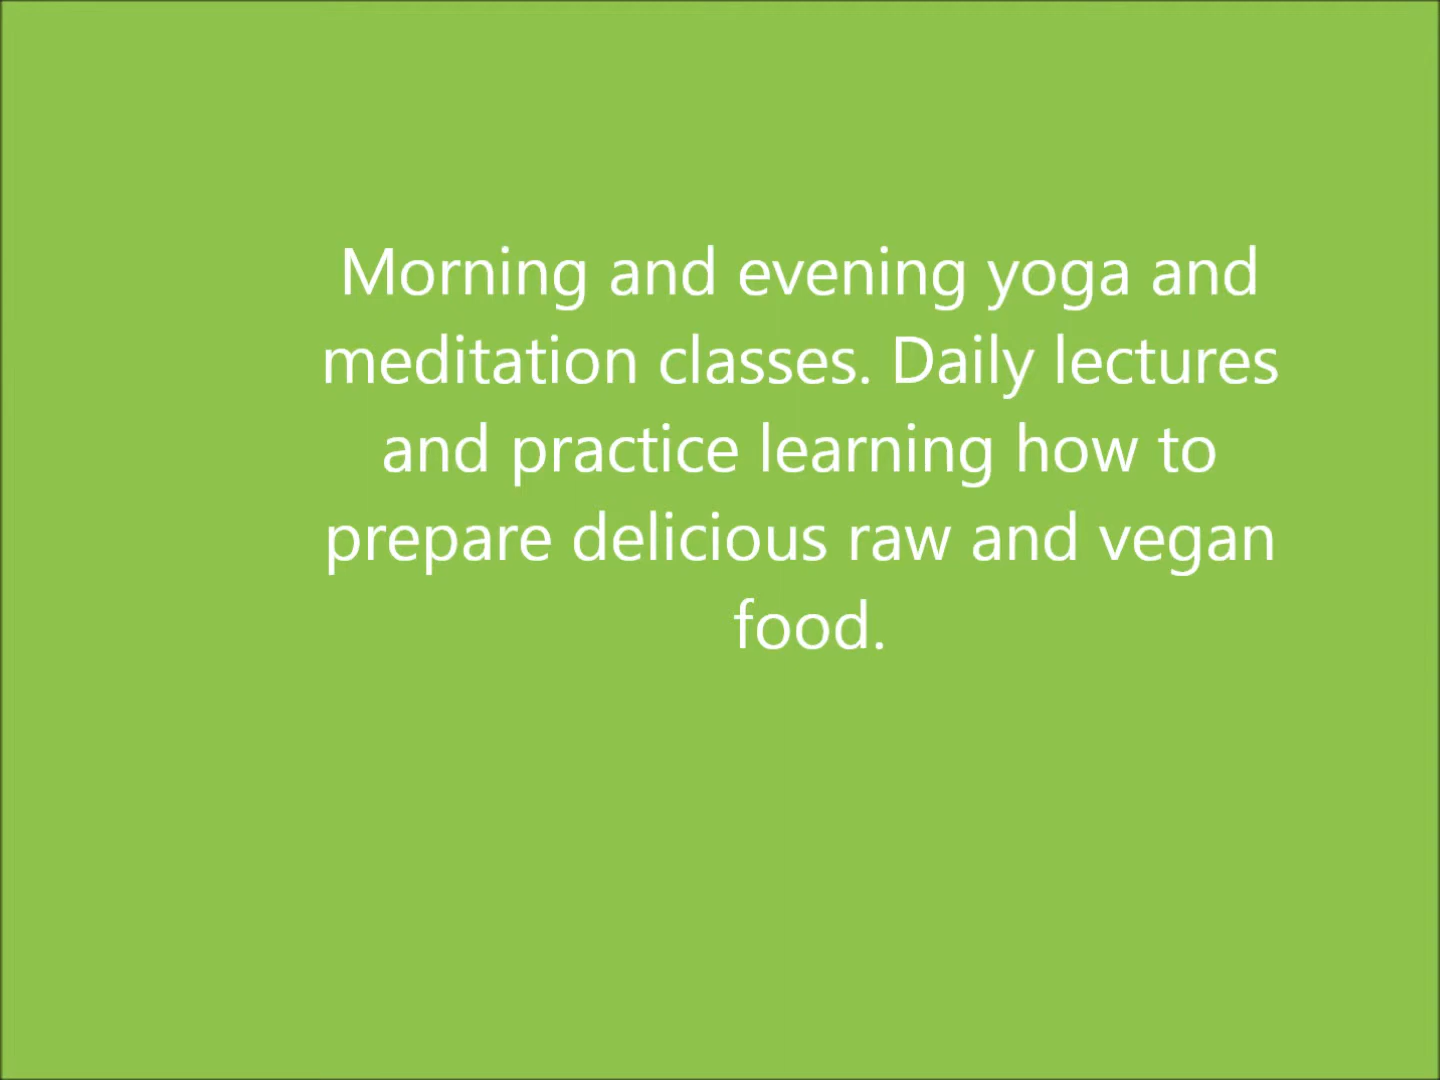 Morning and evening yoga and
meditation classes. Daily lectures
and practice learning how to
prepare delicious raw and vegan
food.